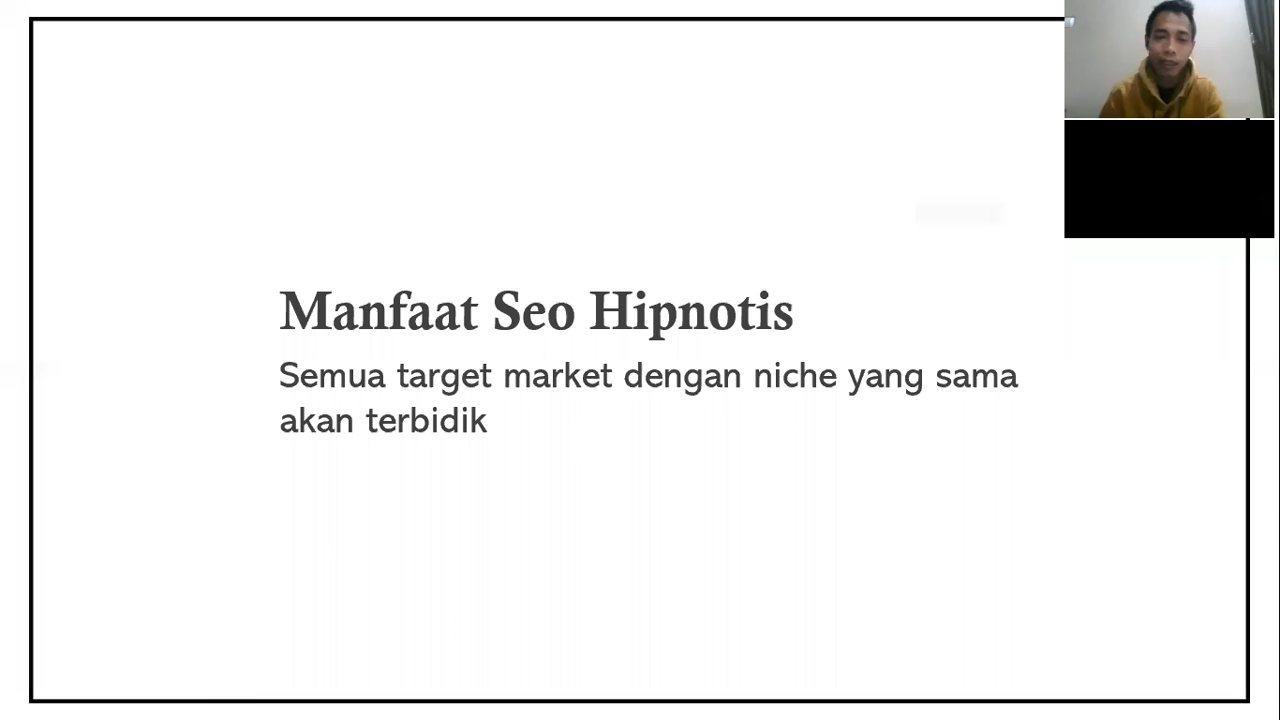 Manfaat Seo Hipnotis
Semua target market dengan niche yang sama
akan terbidik